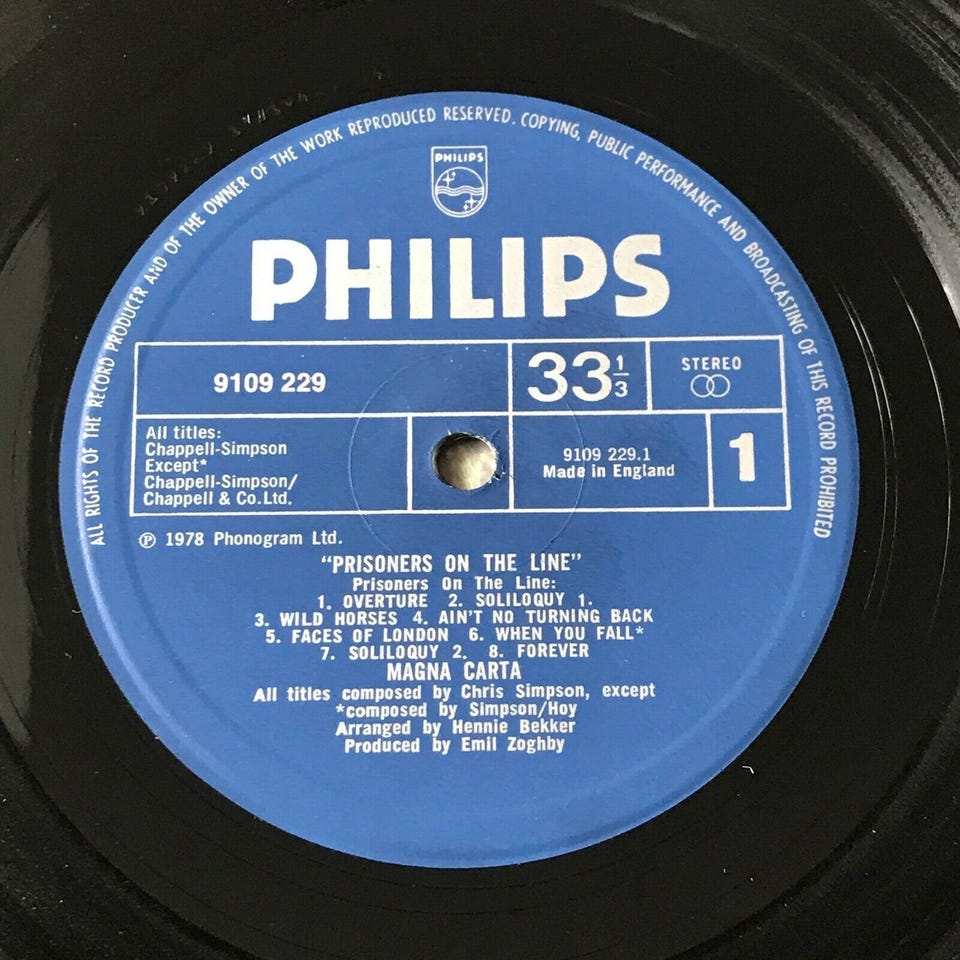 ALL RIGHTS OF THE RECORD PRODUCER AND OF THE OWNER OF THE WORK REPRODUCED RESERVED. COPYING, PUBLIC PERFORMANCE AND BROADCASTING OF THIS RECORD PROHIBITED
PHILIPS
PHILIPS
9109 229
33 1/3
STEREO
All titles:
Chappell-Simpson
Except*
Chappell-Simpson/
Chappell & Co.Ltd.
9109 229.1
Made in England
1
℗ 1978 Phonogram Ltd.
"PRISONERS ON THE LINE"
Prisoners On The Line:
1. OVERTURE 2. SOLILOQUY 1.
3. WILD HORSES 4. AIN'T NO TURNING BACK
5. FACES OF LONDON 6. WHEN YOU FALL*
7. SOLILOQUY 2. 8. FOREVER
MAGNA CARTA
All titles composed by Chris Simpson, except
*composed by Simpson/Hoy
Arranged by Hennie Bekker
Produced by Emil Zoghby